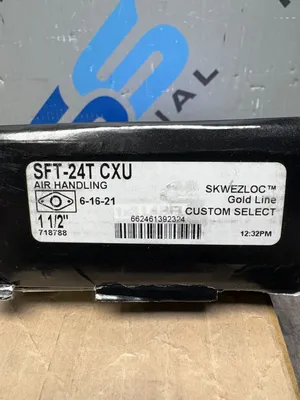 SFT-24T CXU
AIR HANDLING
6-16-21
1 1/2"
718788
SKWEZLOC™
Gold Line
CUSTOM SELECT
662461392324
12:32PM